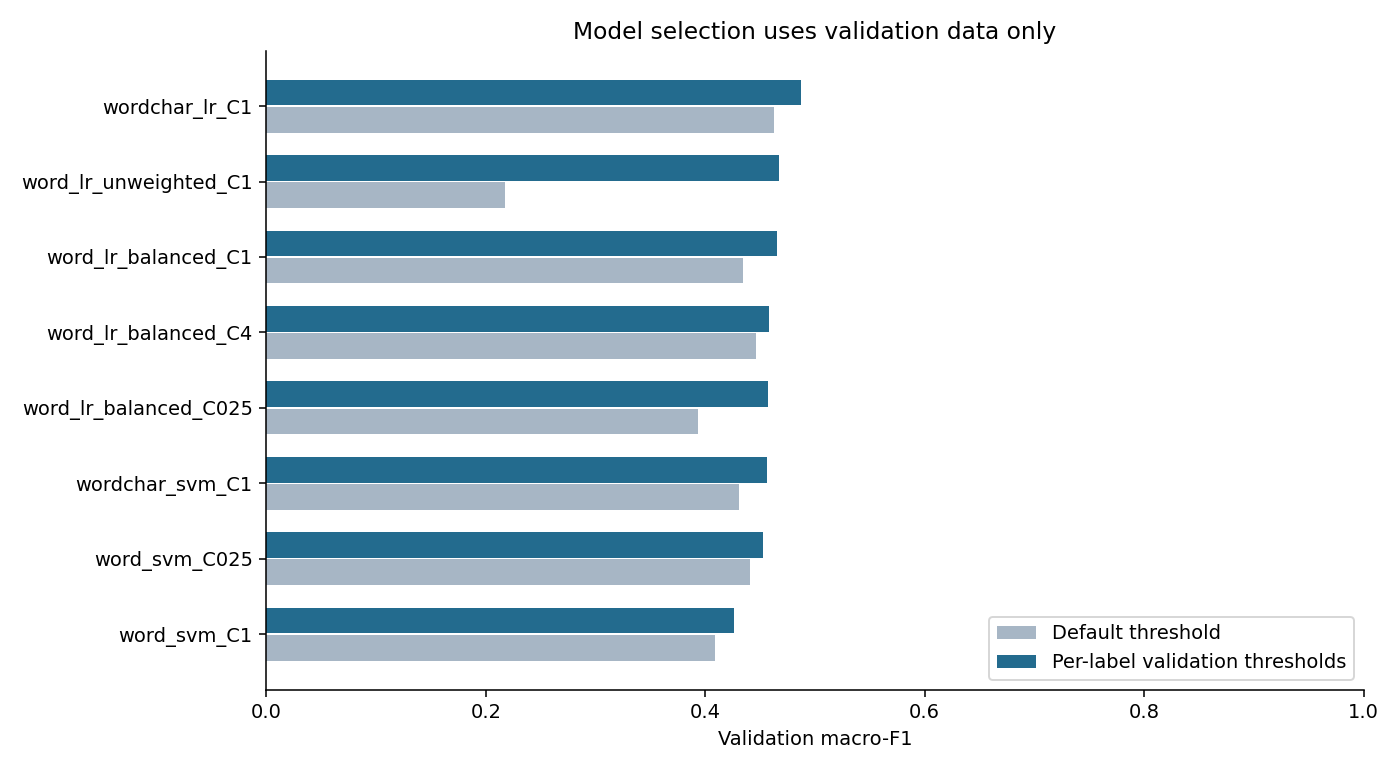 Model selection uses validation data only
wordchar_lr_C1
word_lr_unweighted_C1
word_lr_balanced_C1
word_lr_balanced_C4
word_lr_balanced_C025
wordchar_svm_C1
word_svm_C025
word_svm_C1
Default threshold
Per-label validation thresholds
0.0 0.2 0.4 0.6 0.8 1.0
Validation macro-F1